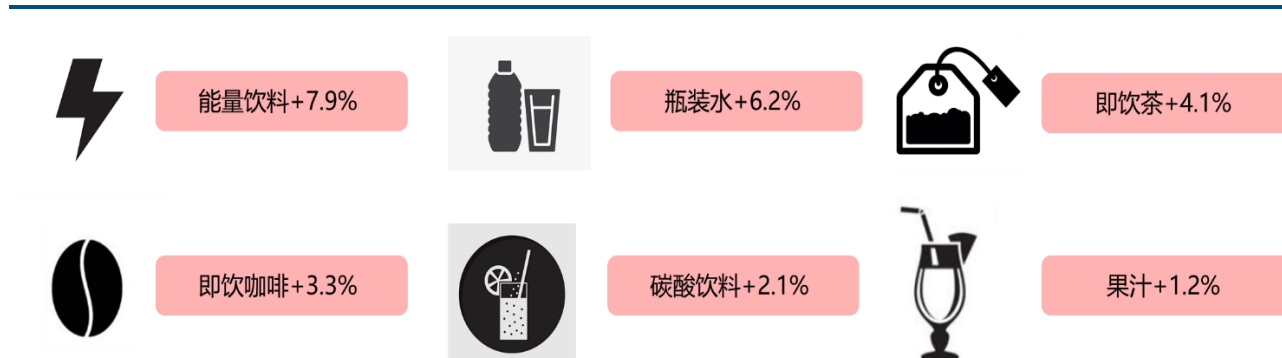 能量饮料+7.9%
瓶装水+6.2%
即饮茶+4.1%
即饮咖啡+3.3%
碳酸饮料+2.1%
果汁+1.2%